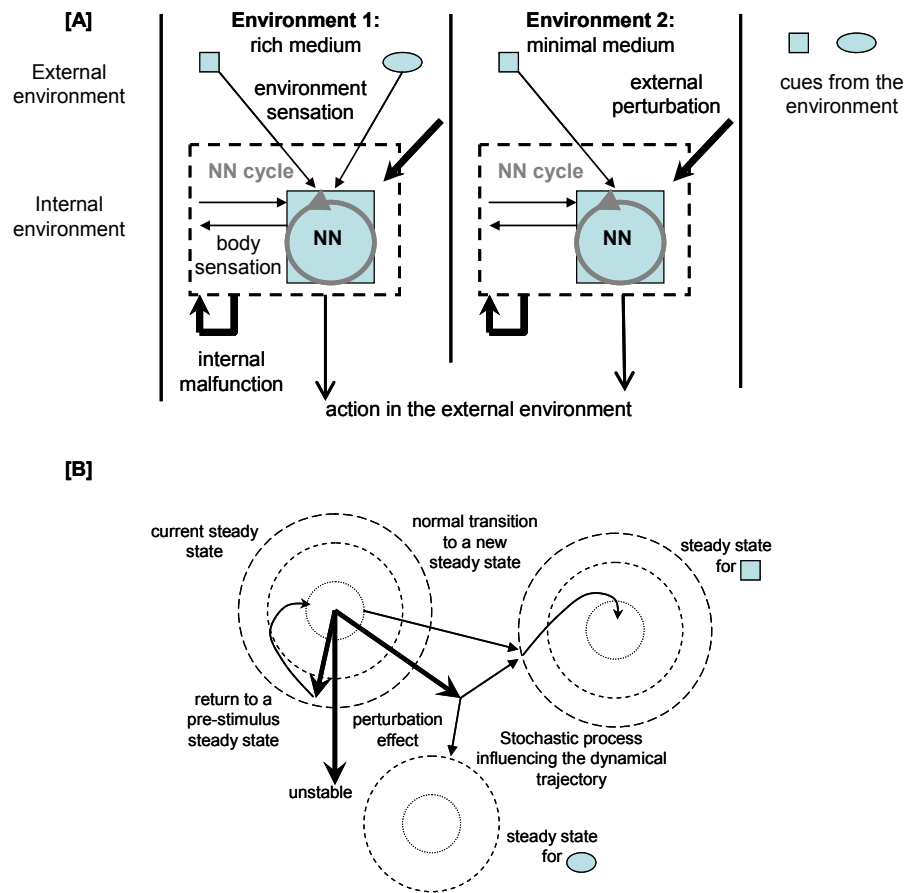 [A]
Environment 1:
rich medium
Environment 2:
minimal medium
External
environment
environment
sensation
external
perturbation
cues from the
environment
NN cycle
NN cycle
Internal
environment
NN
NN
body
sensation
internal
malfunction
action in the external environment
[B]
current steady
state
normal transition
to a new
steady state
steady state
for
return to a
pre-stimulus
steady state
perturbation
effect
Stochastic process
influencing the dynamical
trajectory
unstable
steady state
for